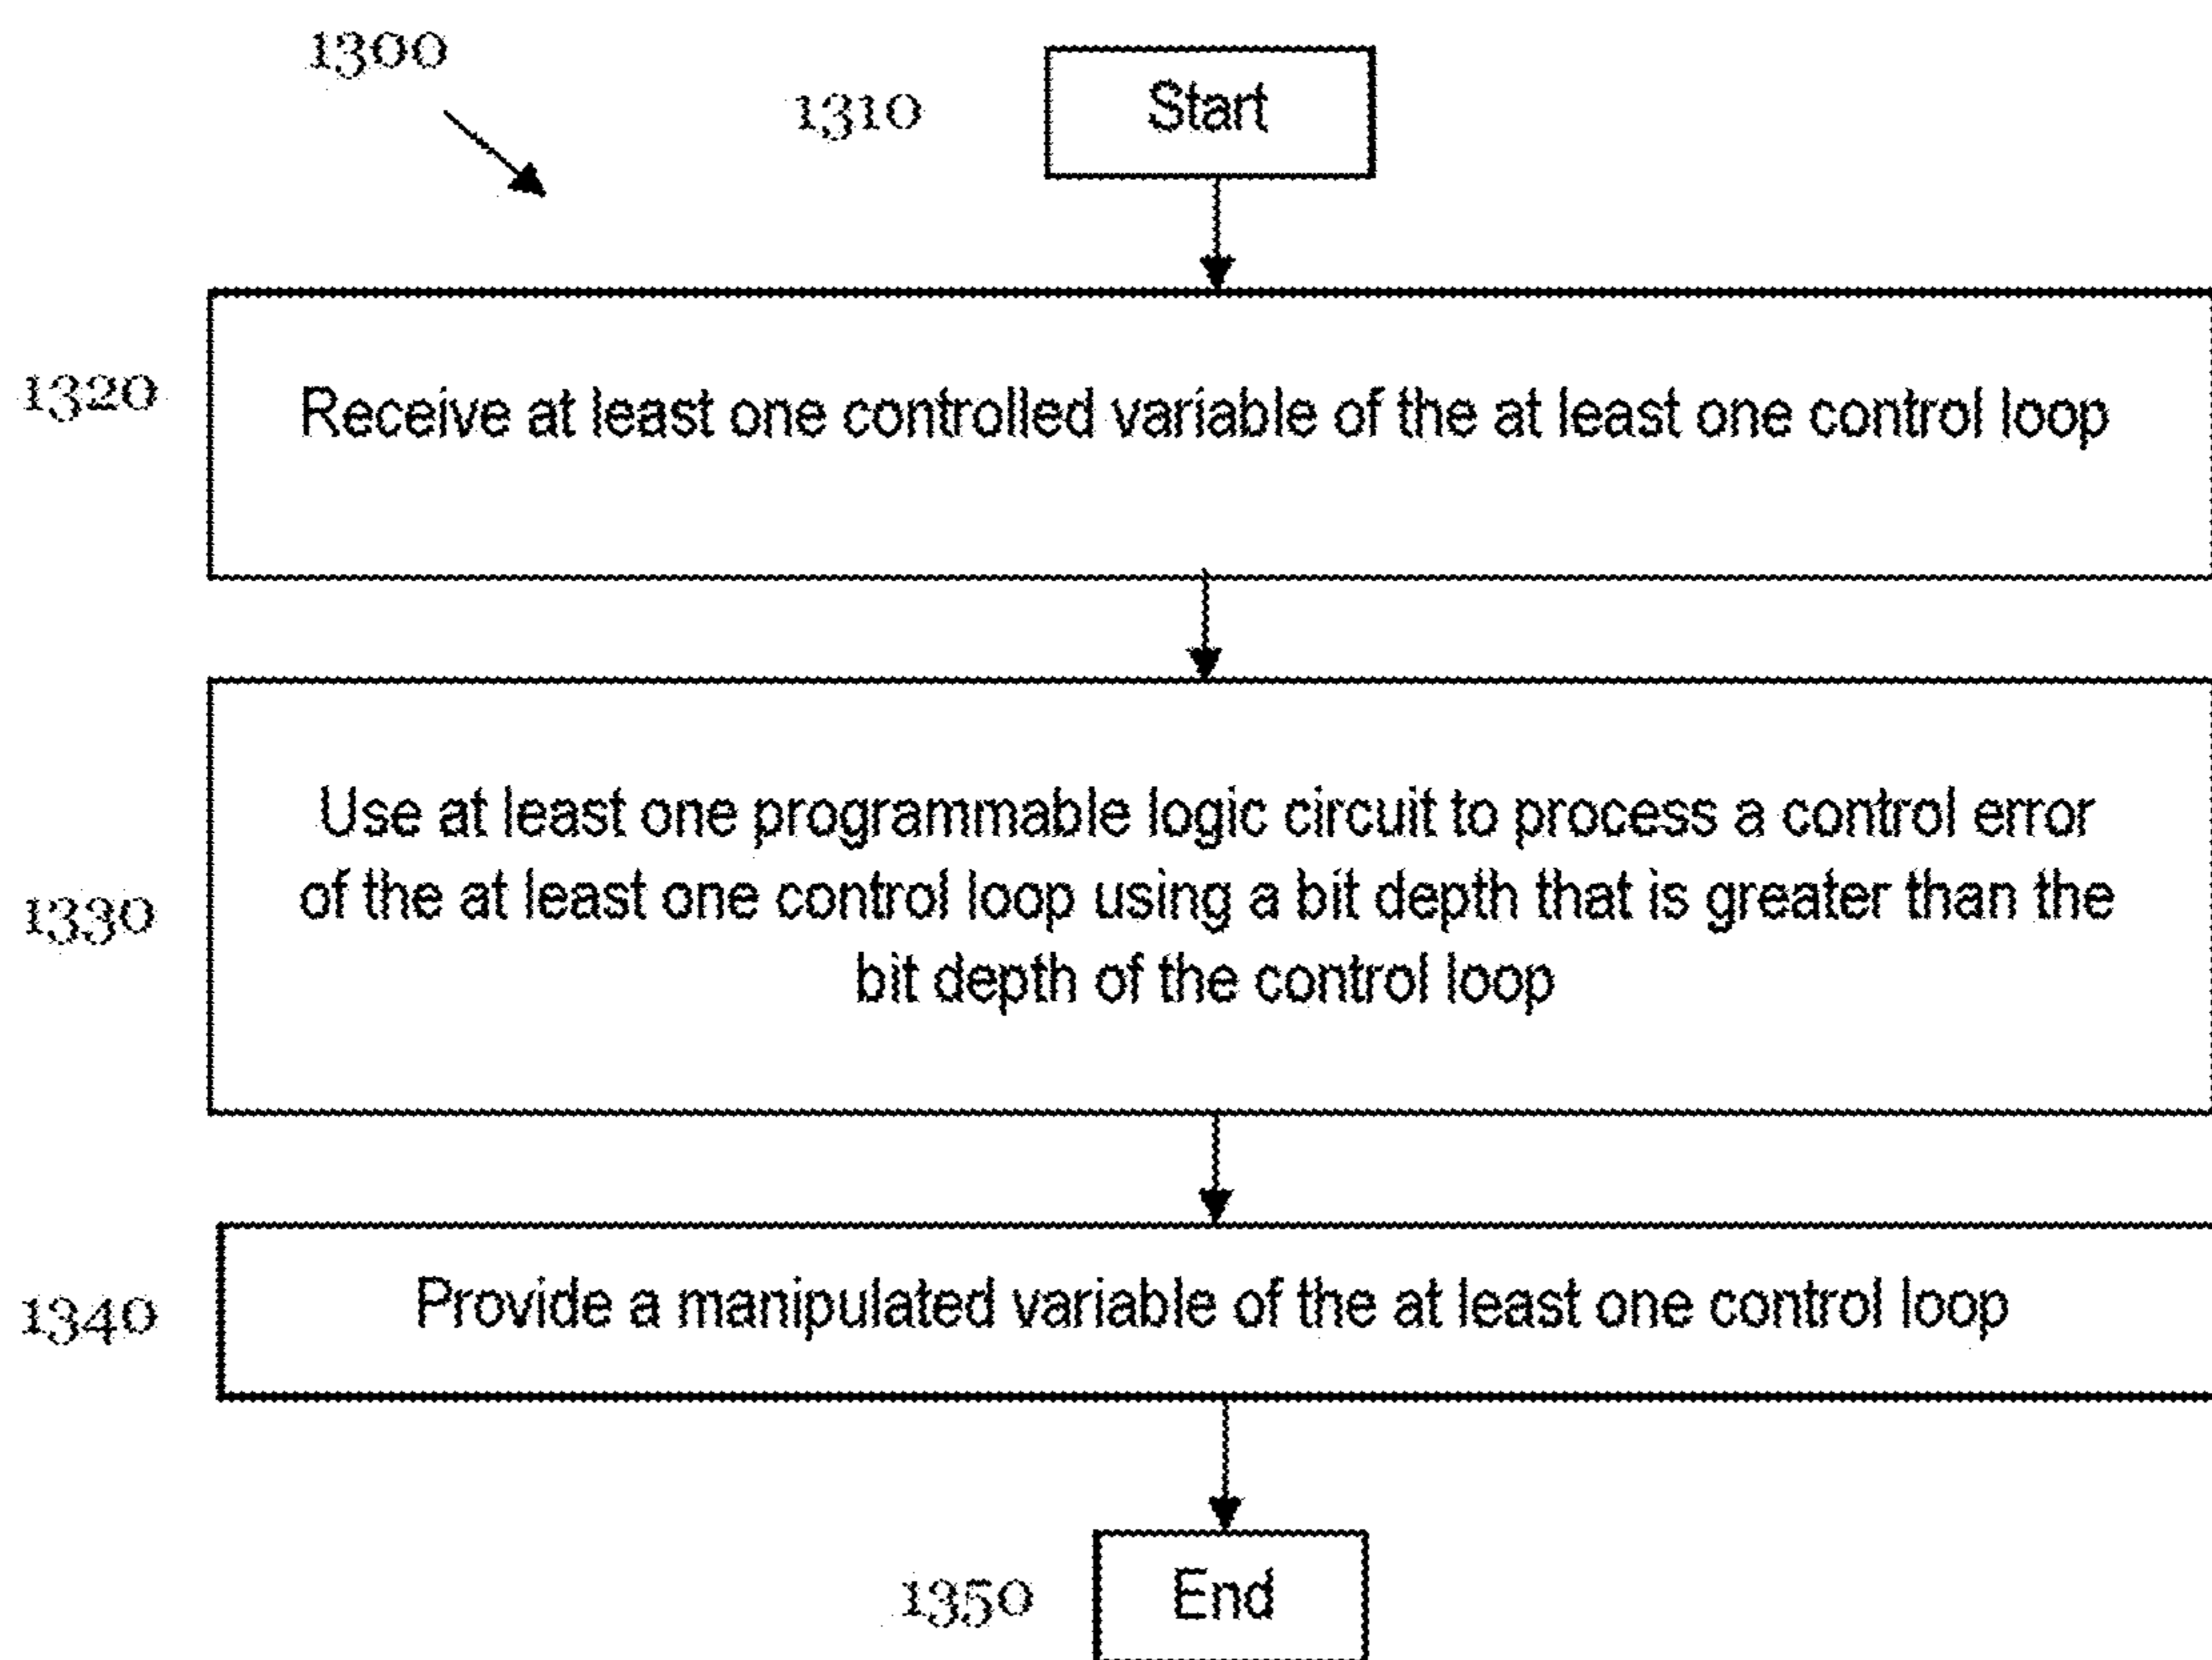 1300
1310
Start
1320
Receive at least one controlled variable of the at least one control loop
1330
Use at least one programmable logic circuit to process a control error
of the at least one control loop using a bit depth that is greater than the
bit depth of the control loop
1340
Provide a manipulated variable of the at least one control loop
1350
End